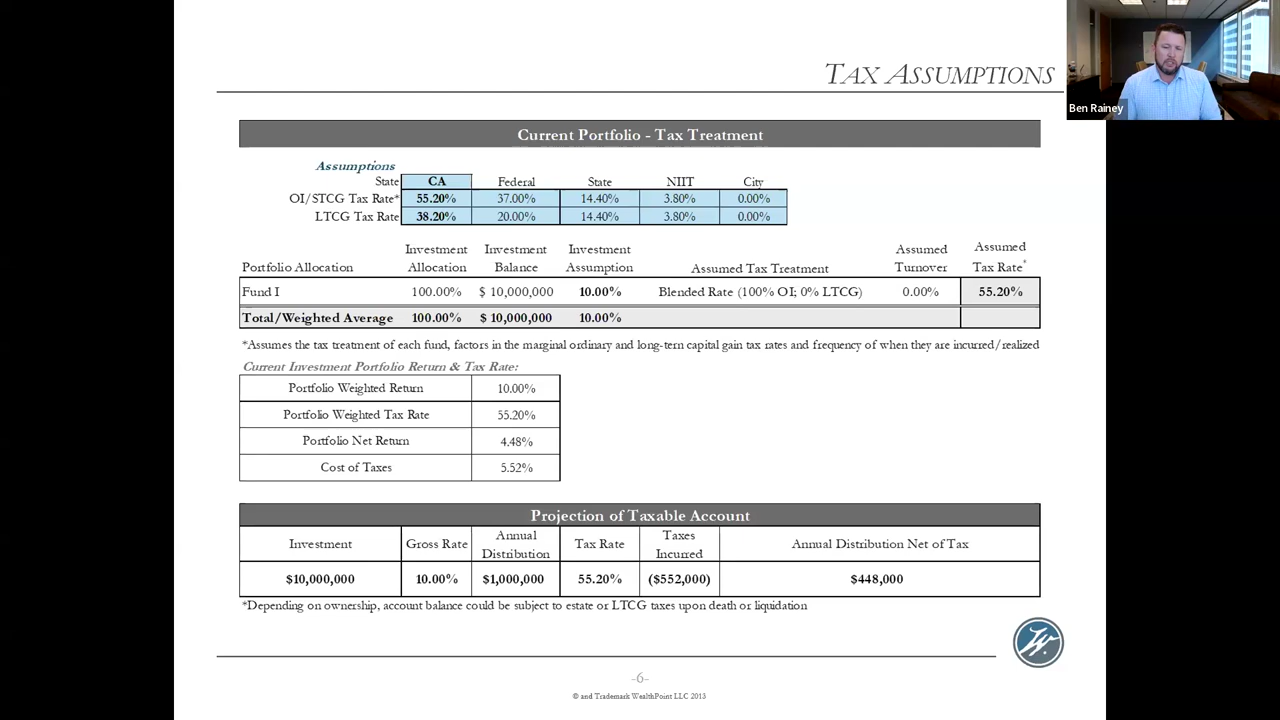 TAX ASSUMPTIONS
Ben Rainey
Current Portfolio - Tax Treatment
Assumptions
State CA Federal State NIIT City
OI/STCG Tax Rate* 55.20% 37.00% 14.40% 3.80% 0.00%
LTCG Tax Rate 38.20% 20.00% 14.40% 3.80% 0.00%
Investment Investment Investment Assumed Assumed
Portfolio Allocation Allocation Balance Assumption Assumed Tax Treatment Turnover Tax Rate*
Fund I 100.00% $ 10,000,000 10.00% Blended Rate (100% OI; 0% LTCG) 0.00% 55.20%
Total/Weighted Average 100.00% $ 10,000,000 10.00%
*Assumes the tax treatment of each fund, factors in the marginal ordinary and long-tern capital gain tax rates and frequency of when they are incurred/realized
Current Investment Portfolio Return & Tax Rate:
Portfolio Weighted Return 10.00%
Portfolio Weighted Tax Rate 55.20%
Portfolio Net Return 4.48%
Cost of Taxes 5.52%
Projection of Taxable Account
Investment Gross Rate Annual Distribution Tax Rate Taxes Incurred Annual Distribution Net of Tax
$10,000,000 10.00% $1,000,000 55.20% ($552,000) $448,000
*Depending on ownership, account balance could be subject to estate or LTCG taxes upon death or liquidation
W.
-6-
© and Trademark WealthPoint LLC 2013